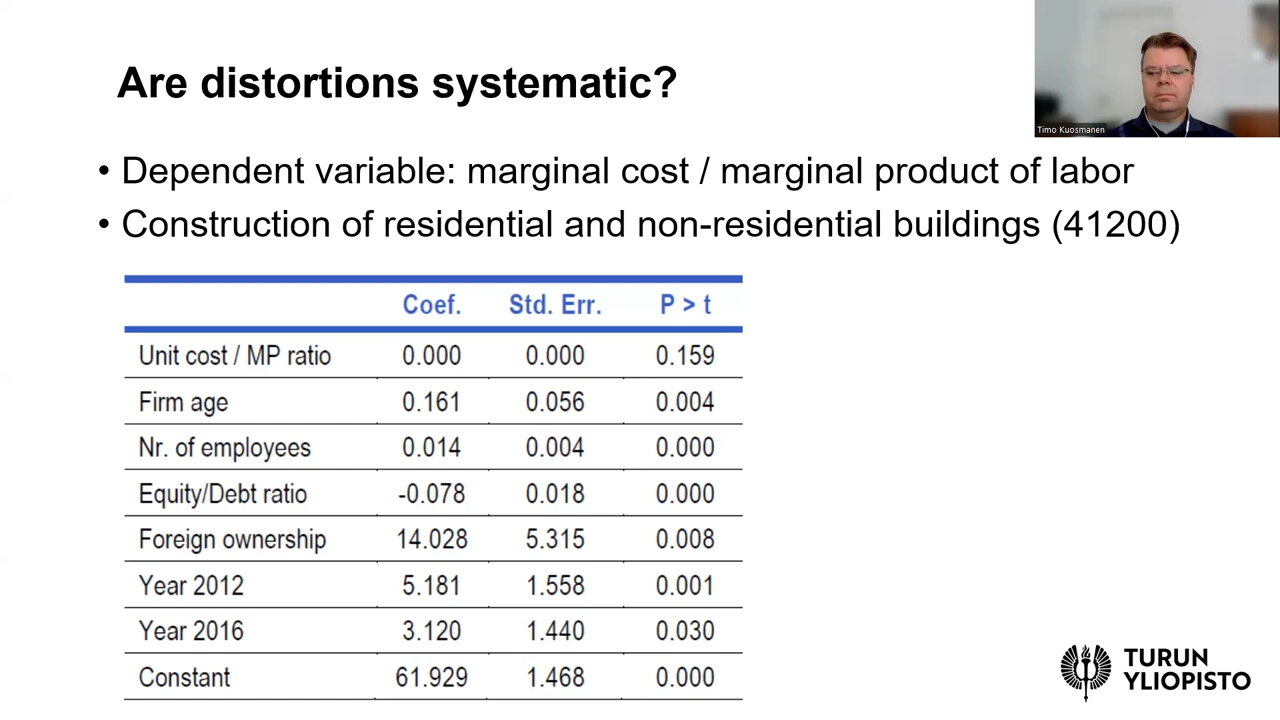 Are distortions systematic?
Timo Kuosmanen
• Dependent variable: marginal cost / marginal product of labor
• Construction of residential and non-residential buildings (41200)
Coef. Std. Err. P > t
Unit cost / MP ratio 0.000 0.000 0.159
Firm age 0.161 0.056 0.004
Nr. of employees 0.014 0.004 0.000
Equity/Debt ratio -0.078 0.018 0.000
Foreign ownership 14.028 5.315 0.008
Year 2012 5.181 1.558 0.001
Year 2016 3.120 1.440 0.030
Constant 61.929 1.468 0.000
TURUN
YLIOPISTO